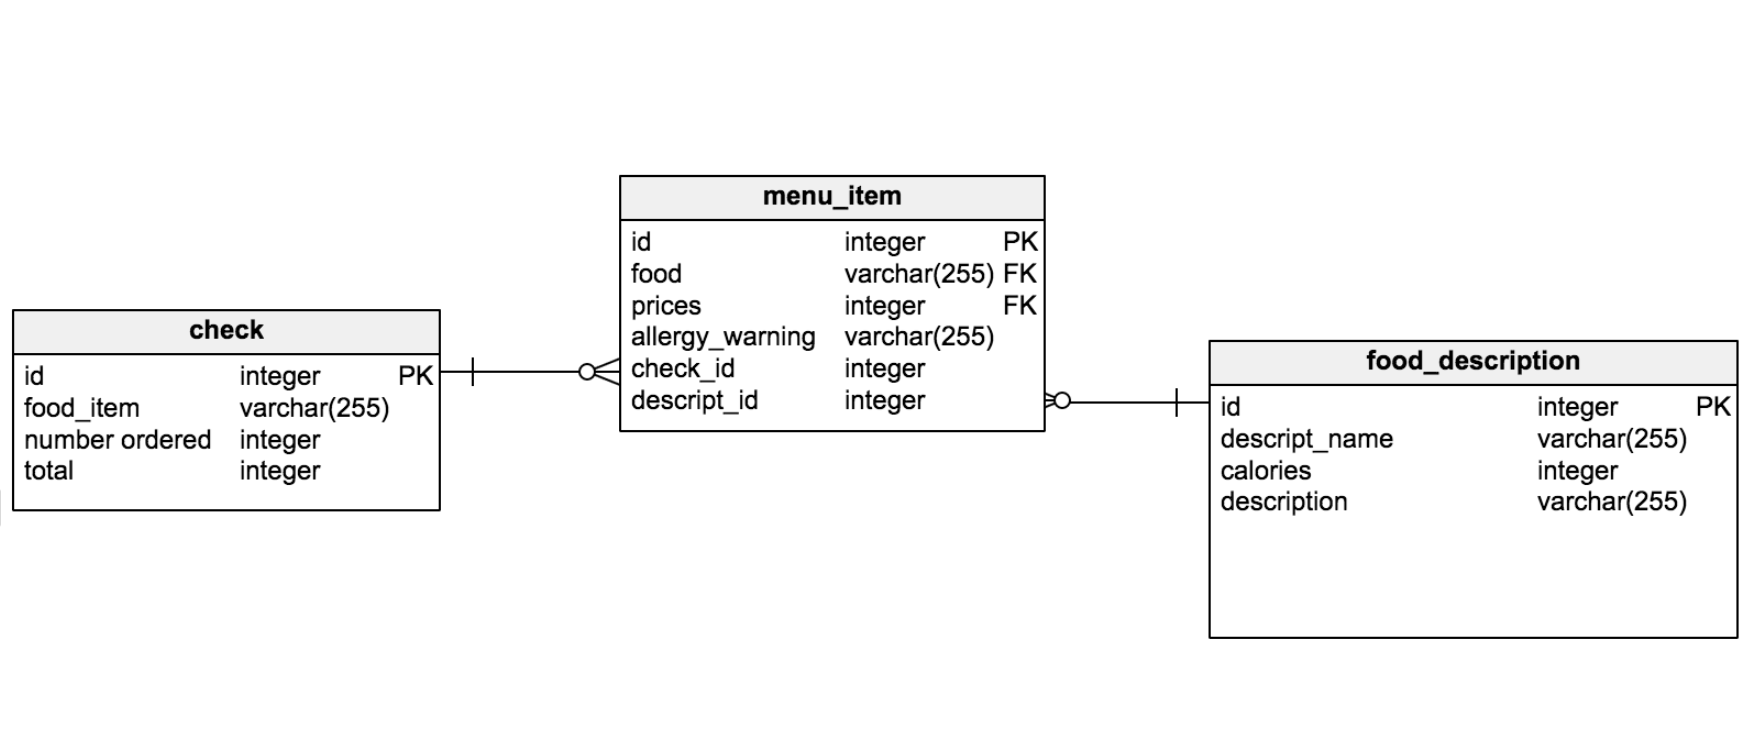 check
id integer PK
food_item varchar(255)
number ordered integer
total integer
menu_item
id integer PK
food varchar(255) FK
prices integer FK
allergy_warning varchar(255)
check_id integer
descript_id integer
food_description
id integer PK
descript_name varchar(255)
calories integer
description varchar(255)